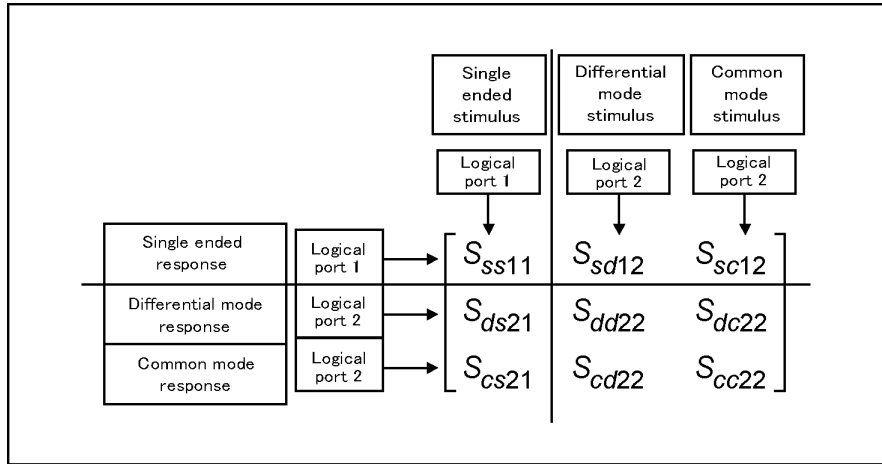 Single
ended
stimulus
Differential
mode
stimulus
Common
mode
stimulus
Logical
port 1
Logical
port 2
Logical
port 2
Single ended
response
Logical
port 1
Sss11 Ssd12 Ssc12
Differential mode
response
Logical
port 2
Sds21 Sdd22 Sdc22
Common mode
response
Logical
port 2
Scs21 Scd22 Scc22